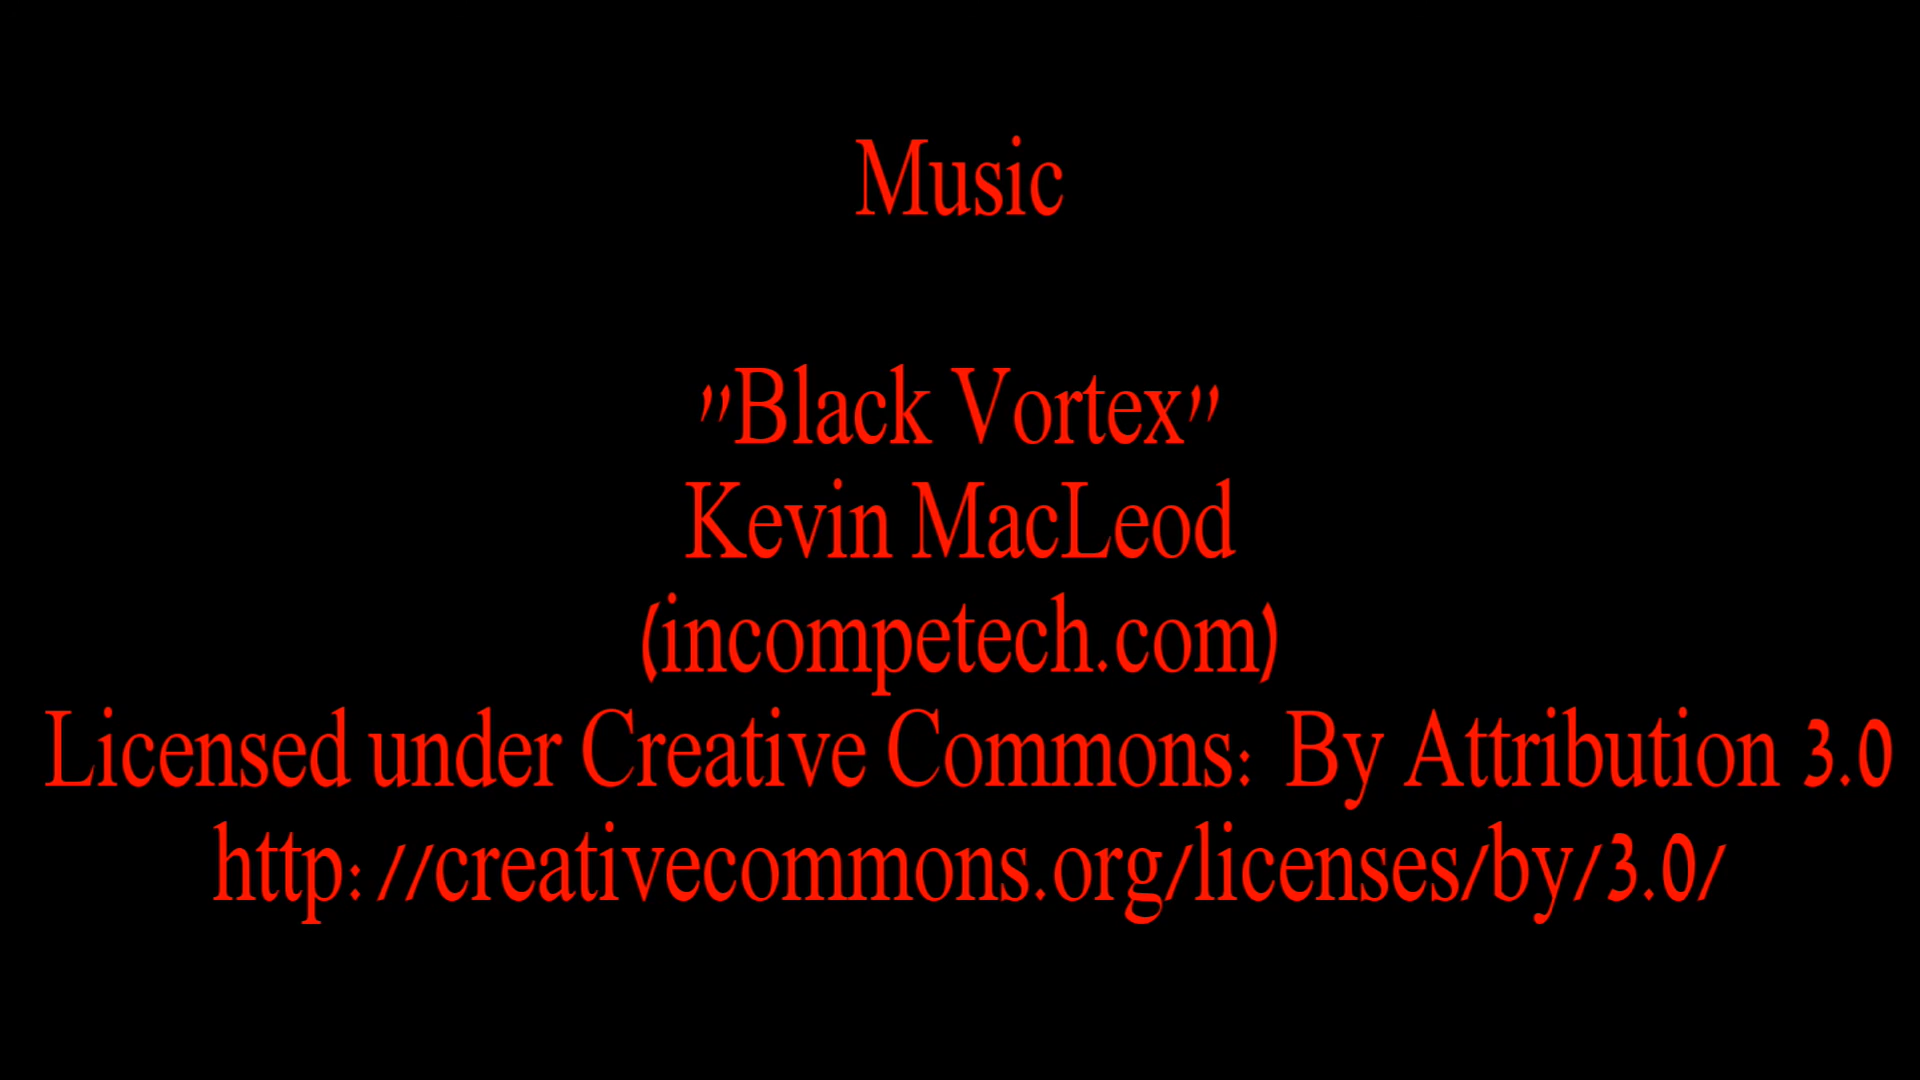 Music
"Black Vortex"
Kevin MacLeod
(incompetech.com)
Licensed under Creative Commons: By Attribution 3.0
http://creativecommons.org/licenses/by/3.0/